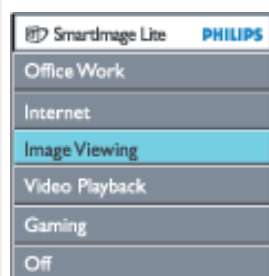 SmartImage Lite PHILIPS
Office Work
Internet
Image Viewing
Video Playback
Gaming
Off